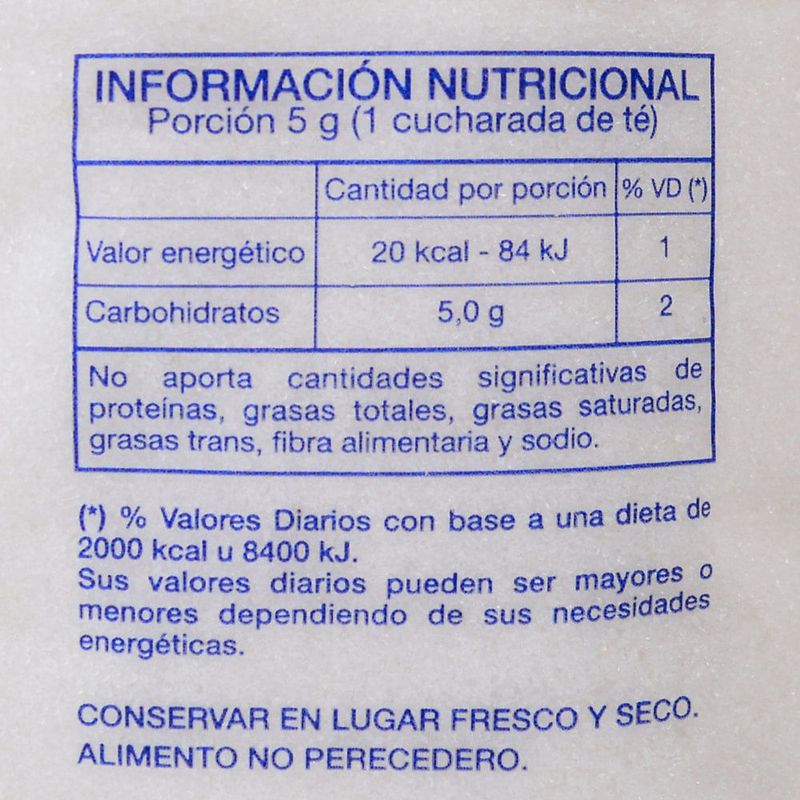 INFORMACIÓN NUTRICIONAL
Porción 5 g (1 cucharada de té)
Cantidad por porción % VD (*)
Valor energético 20 kcal - 84 kJ 1
Carbohidratos 5,0 g 2
No aporta cantidades significativas de
proteínas, grasas totales, grasas saturadas,
grasas trans, fibra alimentaria y sodio.
(*) % Valores Diarios con base a una dieta de
2000 kcal u 8400 kJ.
Sus valores diarios pueden ser mayores o
menores dependiendo de sus necesidades
energéticas.
CONSERVAR EN LUGAR FRESCO Y SECO.
ALIMENTO NO PERECEDERO.